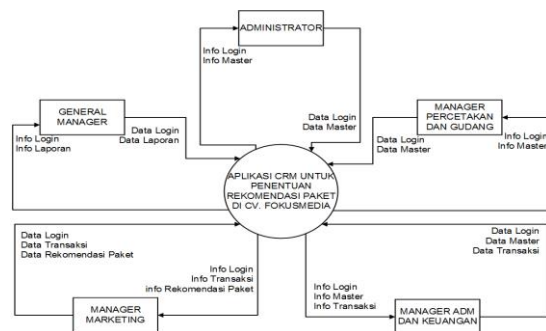 ADMINISTRATOR
Info Login
Info Master
Data Login
Data Master
GENERAL
MANAGER
Info Login
Info Laporan
Data Login
Data Laporan
MANAGER
PERCETAKAN
DAN GUDANG
Data Login
Data Master
Info Login
Info Master
APLIKASI CRM UNTUK
PENENTUAN
REKOMENDASI PAKET
DI CV. FOKUSMEDIA
Data Login
Data Transaksi
Data Rekomendasi Paket
Info Login
Info Transaksi
info Rekomendasi Paket
MANAGER
MARKETING
Data Login
Data Master
Data Transaksi
Info Login
Info Master
Info Transaksi
MANAGER ADM
DAN KEUANGAN